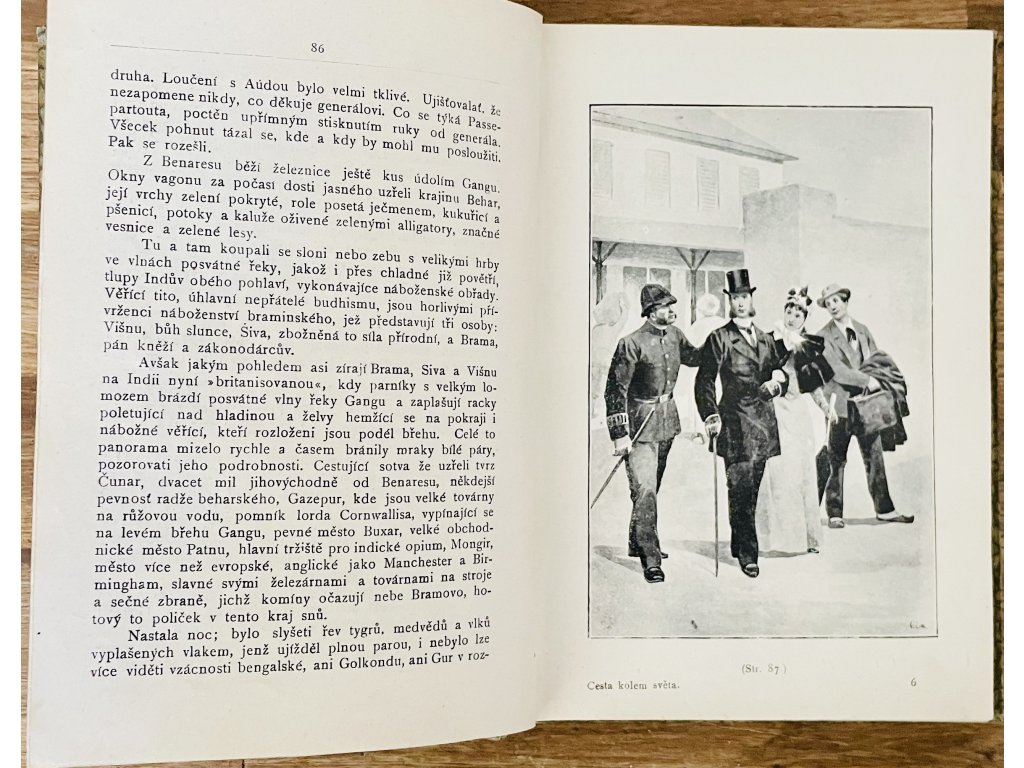 86
druha. Loučení s Aúdou bylo velmi tklivé. Ujišťovalať, že
nezapomene nikdy, co děkuje generálovi. Co se týká Passe-
partouta, poctěn upřímným stisknutím ruky od generála.
Všecek pohnut tázal se, kde a kdy by mohl mu posloužiti.
Pak se rozešli.
Z Benaresu běží železnice ještě kus údolím Gangu.
Okny vagonu za počasí dosti jasného uzřeli krajinu Behar,
její vrchy zelení pokryté, role posetá ječmenem, kukuřicí a
pšenicí, potoky a kaluže oživené zelenými alligatory, značné
vesnice a zelené lesy.
Tu a tam koupali se sloni nebo zebu s velikými hrby
ve vlnách posvátné řeky, jakož i přes chladné již povětří,
tlupy Indův obého pohlaví, vykonávajíce náboženské obřady.
Věřící tito, úhlavní nepřátelé budhismu, jsou horlivými pří-
vrženci náboženství braminského, jež představují tři osoby:
Višnu, bůh slunce, Siva, zbožněná to síla přírodní, a Brama,
pán kněží a zákonodárcův.
Avšak jakým pohledem asi zírají Brama, Siva a Višnu
na Indii nyní »britanisovanou«, kdy parníky s velkým lo-
mozem brázdí posvátné vlny řeky Gangu a zaplašují racky
poletující nad hladinou a želvy hemžící se na pokraji i
nábožné věřící, kteří rozloženi jsou podél břehu. Celé to
panorama mizelo rychle a časem bránily mraky bílé páry,
pozorovati jeho podrobnosti. Cestující sotva že uzřeli tvrz
Čunar, dvacet mil jihovýchodně od Benaresu, někdejší
pevnosť radže beharského, Gazepur, kde jsou velké továrny
na růžovou vodu, pomník lorda Cornwallisa, vypínající se
na levém břehu Gangu, pevné město Buxar, velké obchod-
nické město Patnu, hlavní tržiště pro indické opium, Mongir,
město více než evropské, anglické jako Manchester a Bir-
mingham, slavné svými železárnami a továrnami na stroje
a sečné zbraně, jichž komíny očazují nebe Bramovo, ho-
tový to políček v tento kraj snů.
Nastala noc; bylo slyšeti řev tygrů, medvědů a vlků
vyplašených vlakem, jenž ujížděl plnou parou, i nebylo lze
více viděti vzácnosti bengalské, ani Golkondu, ani Gur v roz-
(Str. 87)
Cesta kolem světa.
6